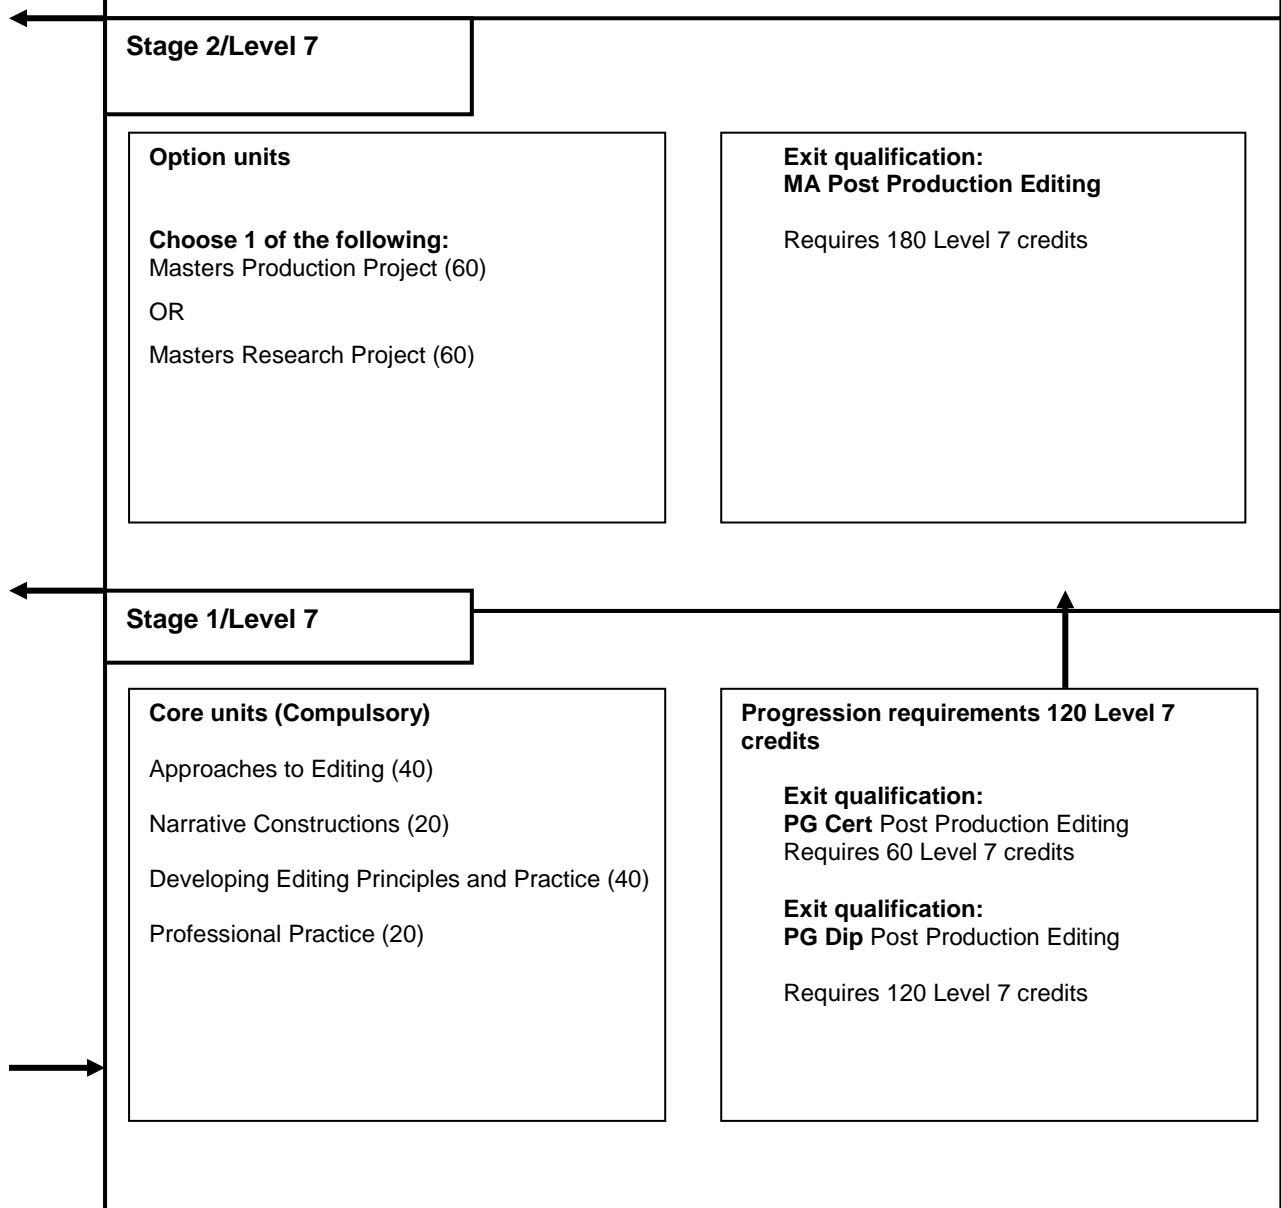 Stage 2/Level 7
Option units
Choose 1 of the following:
Masters Production Project (60)
OR
Masters Research Project (60)
Exit qualification:
MA Post Production Editing
Requires 180 Level 7 credits
Stage 1/Level 7
Core units (Compulsory)
Approaches to Editing (40)
Narrative Constructions (20)
Developing Editing Principles and Practice (40)
Professional Practice (20)
Progression requirements 120 Level 7
credits
Exit qualification:
PG Cert Post Production Editing
Requires 60 Level 7 credits
Exit qualification:
PG Dip Post Production Editing
Requires 120 Level 7 credits